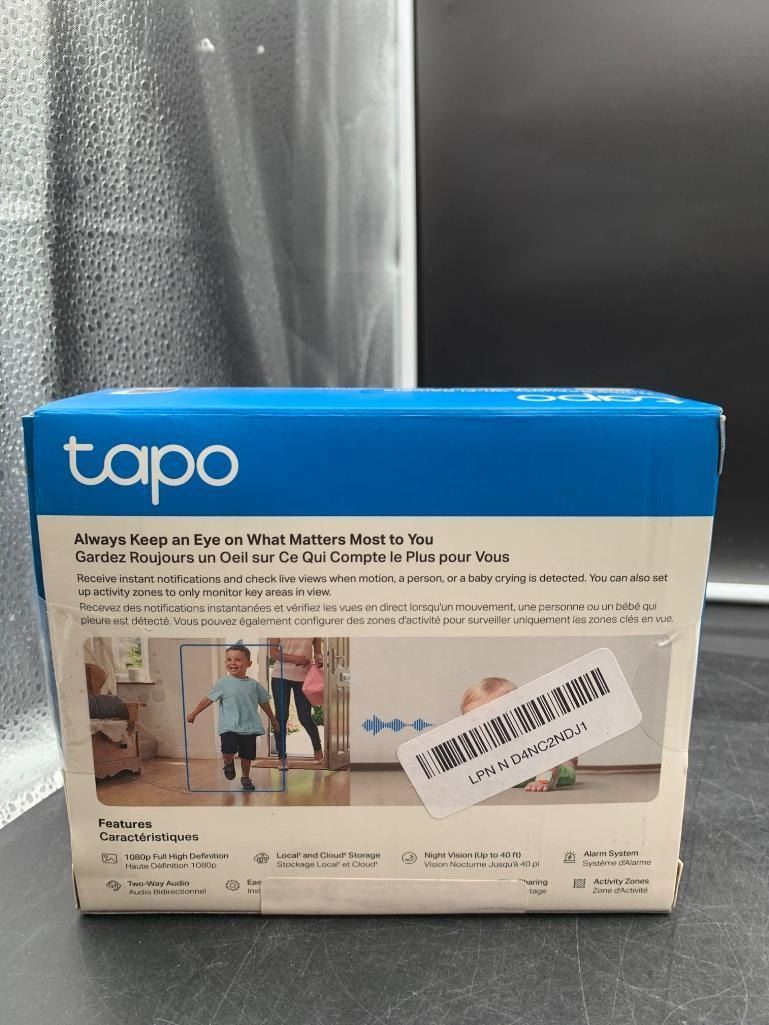 tapo
tapo
Always Keep an Eye on What Matters Most to You
Gardez Roujours un Oeil sur Ce Qui Compte le Plus pour Vous
Receive instant notifications and check live views when motion, a person, or a baby crying is detected. You can also set
up activity zones to only monitor key areas in view.
Recevez des notifications instantanées et vérifiez les vues en direct lorsqu'un mouvement, une personne ou un bébé qui
pleure est détecté. Vous pouvez également configurer des zones d'activité pour surveiller uniquement les zones clés en vue.
LPN N D4NC2NDJ1
Features
Caractéristiques
1080p Full High Definition
Haute Définition 1080p
Local¹ and Cloud² Storage
Stockage Local¹ et Cloud²
Night Vision (Up to 40 ft)
Vision Nocturne Jusqu'à 40 pi
Alarm System
Système d'Alarme
Two-Way Audio
Audio Bidirectionnel
Activity Zones
Zone d'Activité